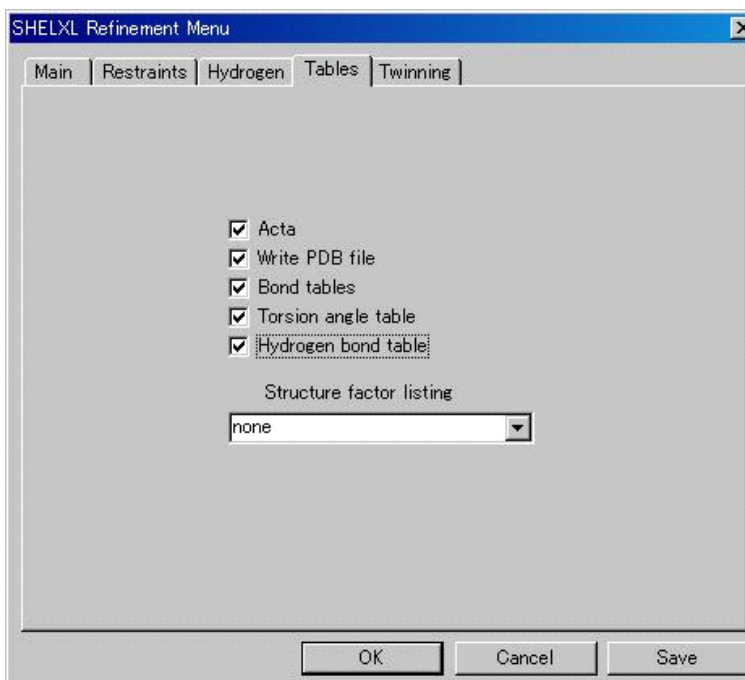 SHELXL Refinement Menu
Main Restraints Hydrogen Tables Twinning
Acta
Write PDB file
Bond tables
Torsion angle table
Hydrogen bond table
Structure factor listing
none
OK Cancel Save